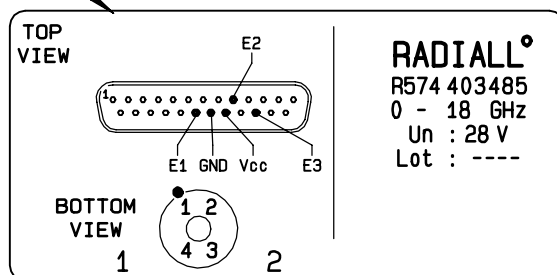 TOP
VIEW
E2
1
E1 GND Vcc E3
BOTTOM
VIEW
1 2
4 3
1 2
RADIALL°
R574 403485
0 - 18 GHz
Un : 28 V
Lot : ----